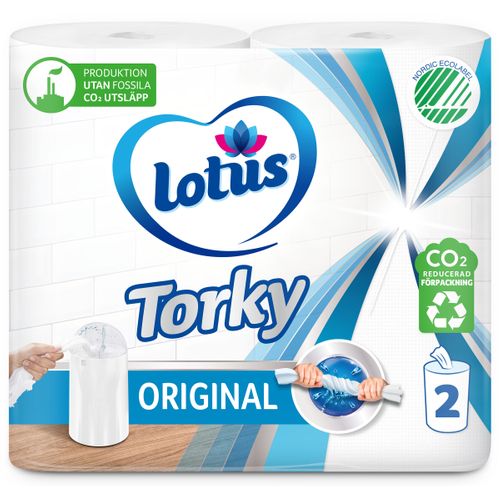 PRODUKTION
UTAN FOSSILA
CO₂ UTSLÄPP
NORDIC ECOLABEL
lotus®
Torky
CO₂
REDUCERAD
FÖRPACKNING
ORIGINAL
2